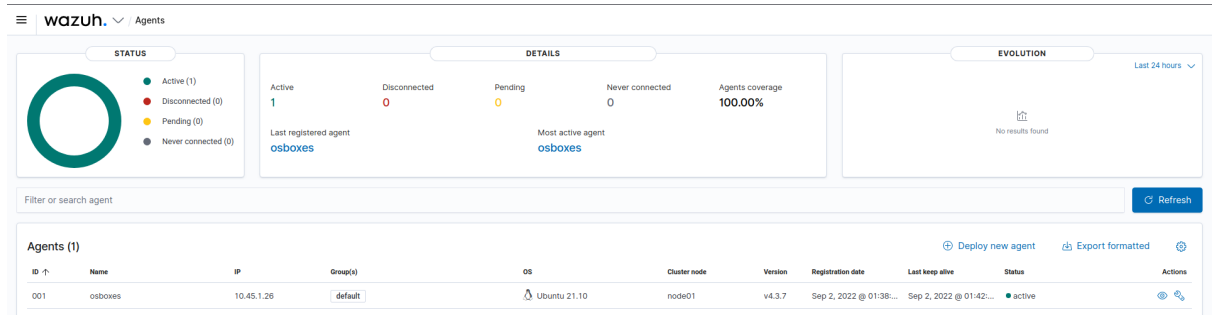 wazuh. / Agents
STATUS
Active (1)
Disconnected (0)
Pending (0)
Never connected (0)
DETAILS
Active Disconnected Pending Never connected Agents coverage
1 0 0 0 100.00%
Last registered agent Most active agent
osboxes osboxes
EVOLUTION
Last 24 hours
No results found
Filter or search agent
Refresh
Agents (1)
Deploy new agent Export formatted
ID Name IP Group(s) OS Cluster node Version Registration date Last keep alive Status Actions
001 osboxes 10.45.1.26 default Ubuntu 21.10 node01 v4.3.7 Sep 2, 2022 @ 01:38:... Sep 2, 2022 @ 01:42:... active